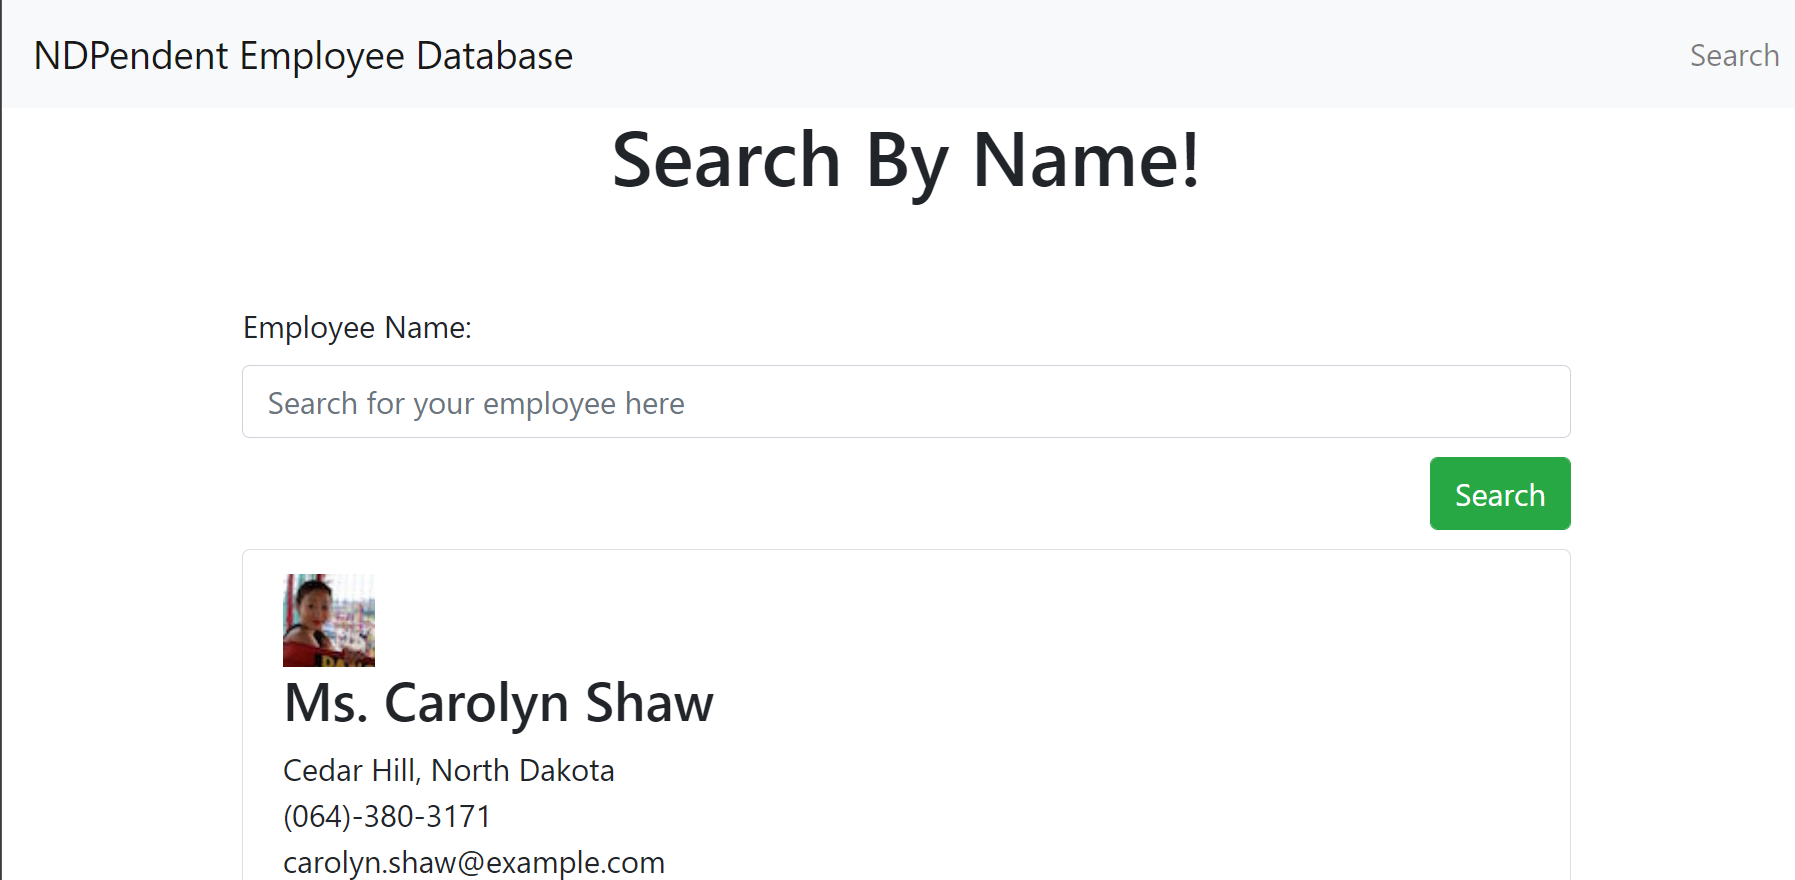 NDPendent Employee Database
Search
Search By Name!
Employee Name:
Search for your employee here
Search
Ms. Carolyn Shaw
Cedar Hill, North Dakota
(064)-380-3171
carolyn.shaw@example.com